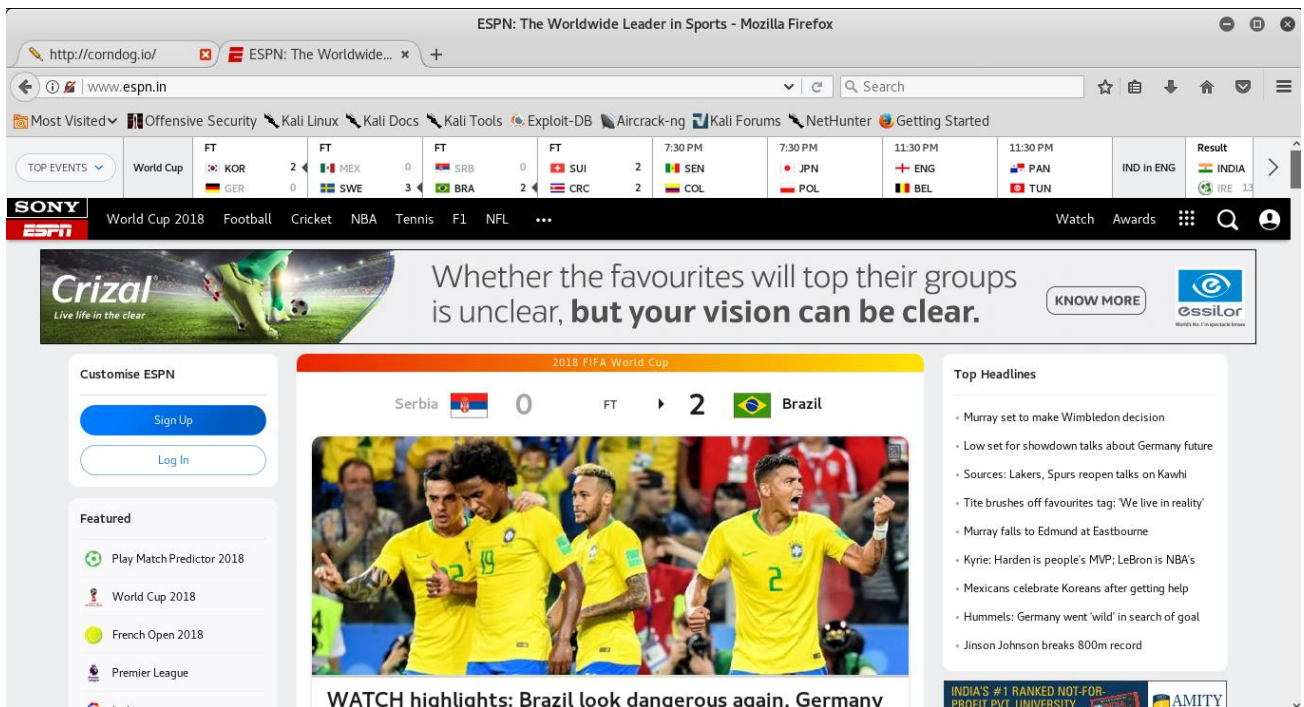 ESPN: The Worldwide Leader in Sports - Mozilla Firefox
http://corndog.io/ ESPN: The Worldwide...
www.espn.in Search
Most Visited Offensive Security Kali Linux Kali Docs Kali Tools Exploit-DB Aircrack-ng Kali Forums NetHunter Getting Started
FT FT FT FT 7:30 PM 7:30 PM 11:30 PM 11:30 PM Result
TOP EVENTS World Cup KOR 2 MEX 0 SRB 0 SUI 2 SEN JPN ENG PAN IND in ENG INDIA
GER 0 SWE 3 BRA 2 CRC 2 COL POL BEL TUN IRE 13
SONY
ESPN
World Cup 2018 Football Cricket NBA Tennis F1 NFL Watch Awards
Crizal
Live life in the clear
Whether the favourites will top their groups
is unclear, but your vision can be clear.
KNOW MORE
essilor
World's No.1 in spectacle lenses
Customise ESPN
Sign Up
Log In
Featured
Play Match Predictor 2018
World Cup 2018
French Open 2018
Premier League
2018 FIFA World Cup
Serbia 0 FT 2 Brazil
WATCH highlights: Brazil look dangerous again, Germany
Top Headlines
Murray set to make Wimbledon decision
Low set for showdown talks about Germany future
Sources: Lakers, Spurs reopen talks on Kawhi
Tite brushes off favourites tag: 'We live in reality'
Murray falls to Edmund at Eastbourne
Kyrie: Harden is people's MVP; LeBron is NBA's
Mexicans celebrate Koreans after getting help
Hummels: Germany went 'wild' in search of goal
Jinson Johnson breaks 800m record
INDIA'S #1 RANKED NOT-FOR-
PROFIT PVT. UNIVERSITY
AMITY